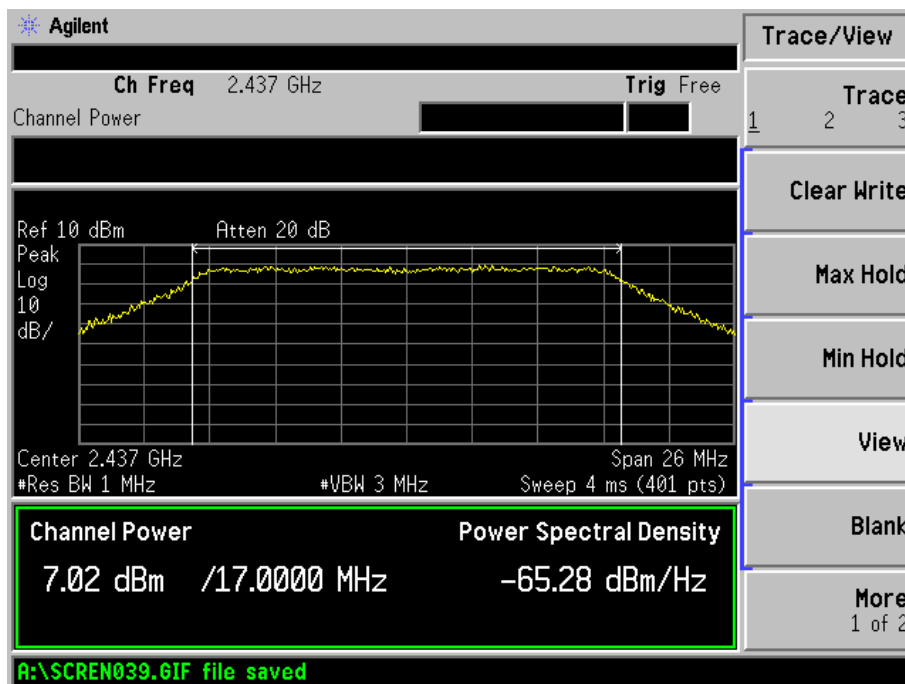 Agilent
Trace/View
Ch Freq 2.437 GHz Trig Free
Channel Power
Trace
1 2 3
Clear Write
Ref 10 dBm Atten 20 dB
Peak
Log
10
dB/
Max Hold
Min Hold
View
Center 2.437 GHz Span 26 MHz
#Res BW 1 MHz #VBW 3 MHz Sweep 4 ms (401 pts)
Channel Power Power Spectral Density
7.02 dBm /17.0000 MHz -65.28 dBm/Hz
Blank
More
1 of 2
A:\SCREN039.GIF file saved